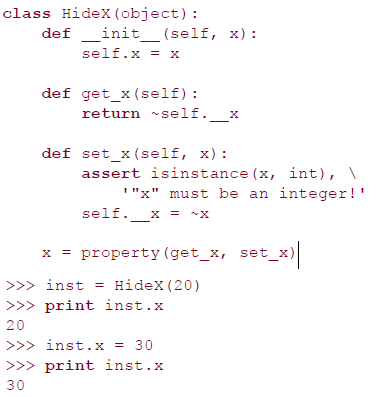 class HideX(object):
    def __init__(self, x):
        self.x = x

    def get_x(self):
        return ~self.__x

    def set_x(self, x):
        assert isinstance(x, int), \
            '"x" must be an integer!'
        self.__x = ~x

    x = property(get_x, set_x)
>>> inst = HideX(20)
>>> print inst.x
20
>>> inst.x = 30
>>> print inst.x
30